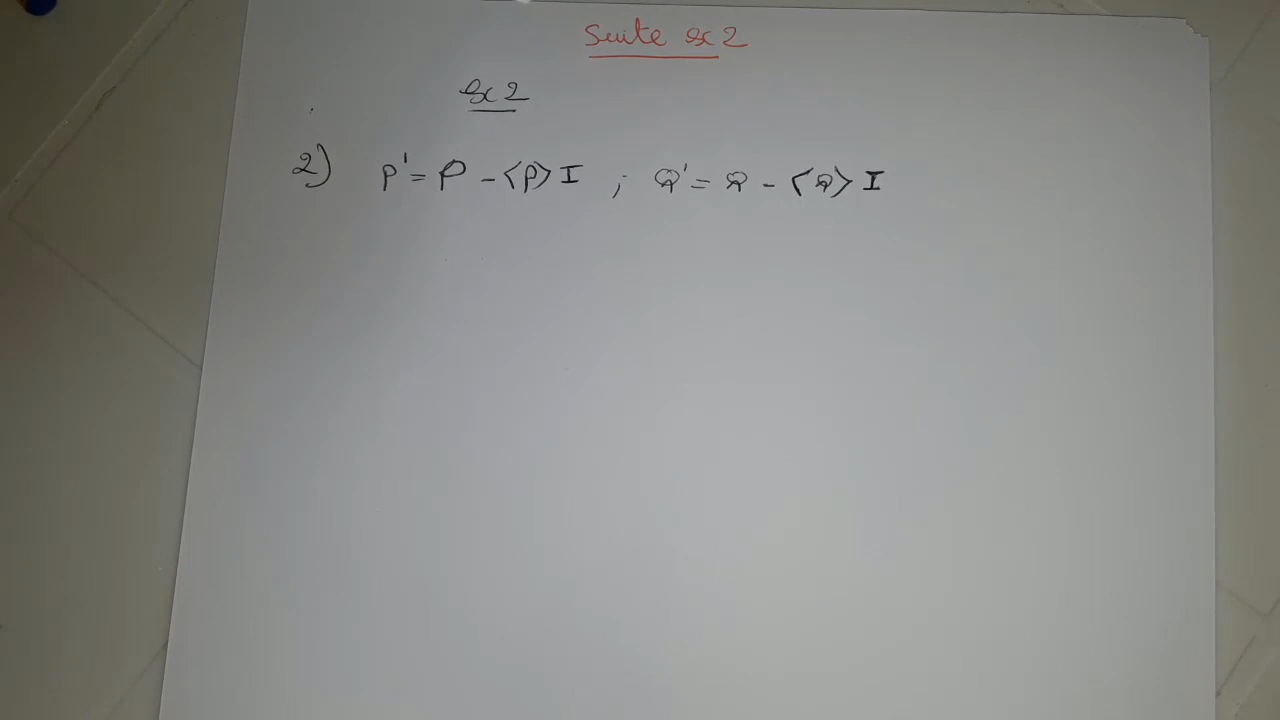 Suite ex 2
Ex 2
2) P' = P - <P> I ; Q' = Q - <Q> I